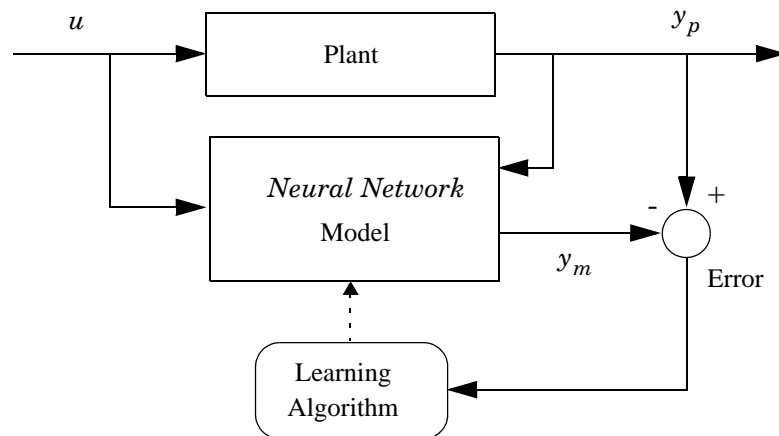 u
y_p
Plant
Neural Network
Model
- +
y_m
Error
Learning
Algorithm